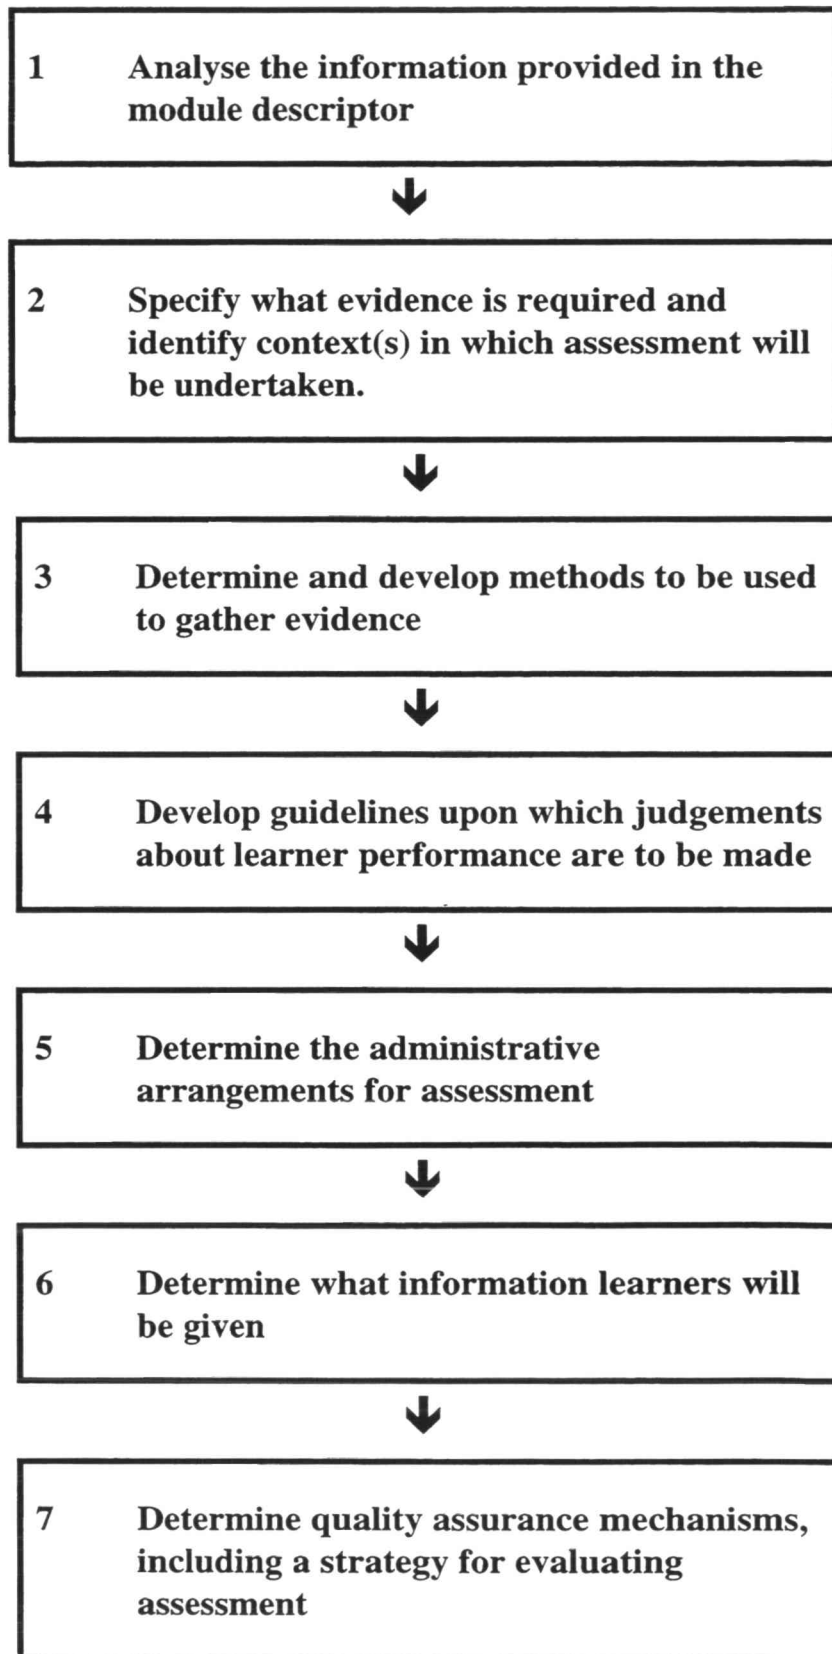 1 Analyse the information provided in the
module descriptor
2 Specify what evidence is required and
identify context(s) in which assessment will
be undertaken.
3 Determine and develop methods to be used
to gather evidence
4 Develop guidelines upon which judgements
about learner performance are to be made
5 Determine the administrative
arrangements for assessment
6 Determine what information learners will
be given
7 Determine quality assurance mechanisms,
including a strategy for evaluating
assessment